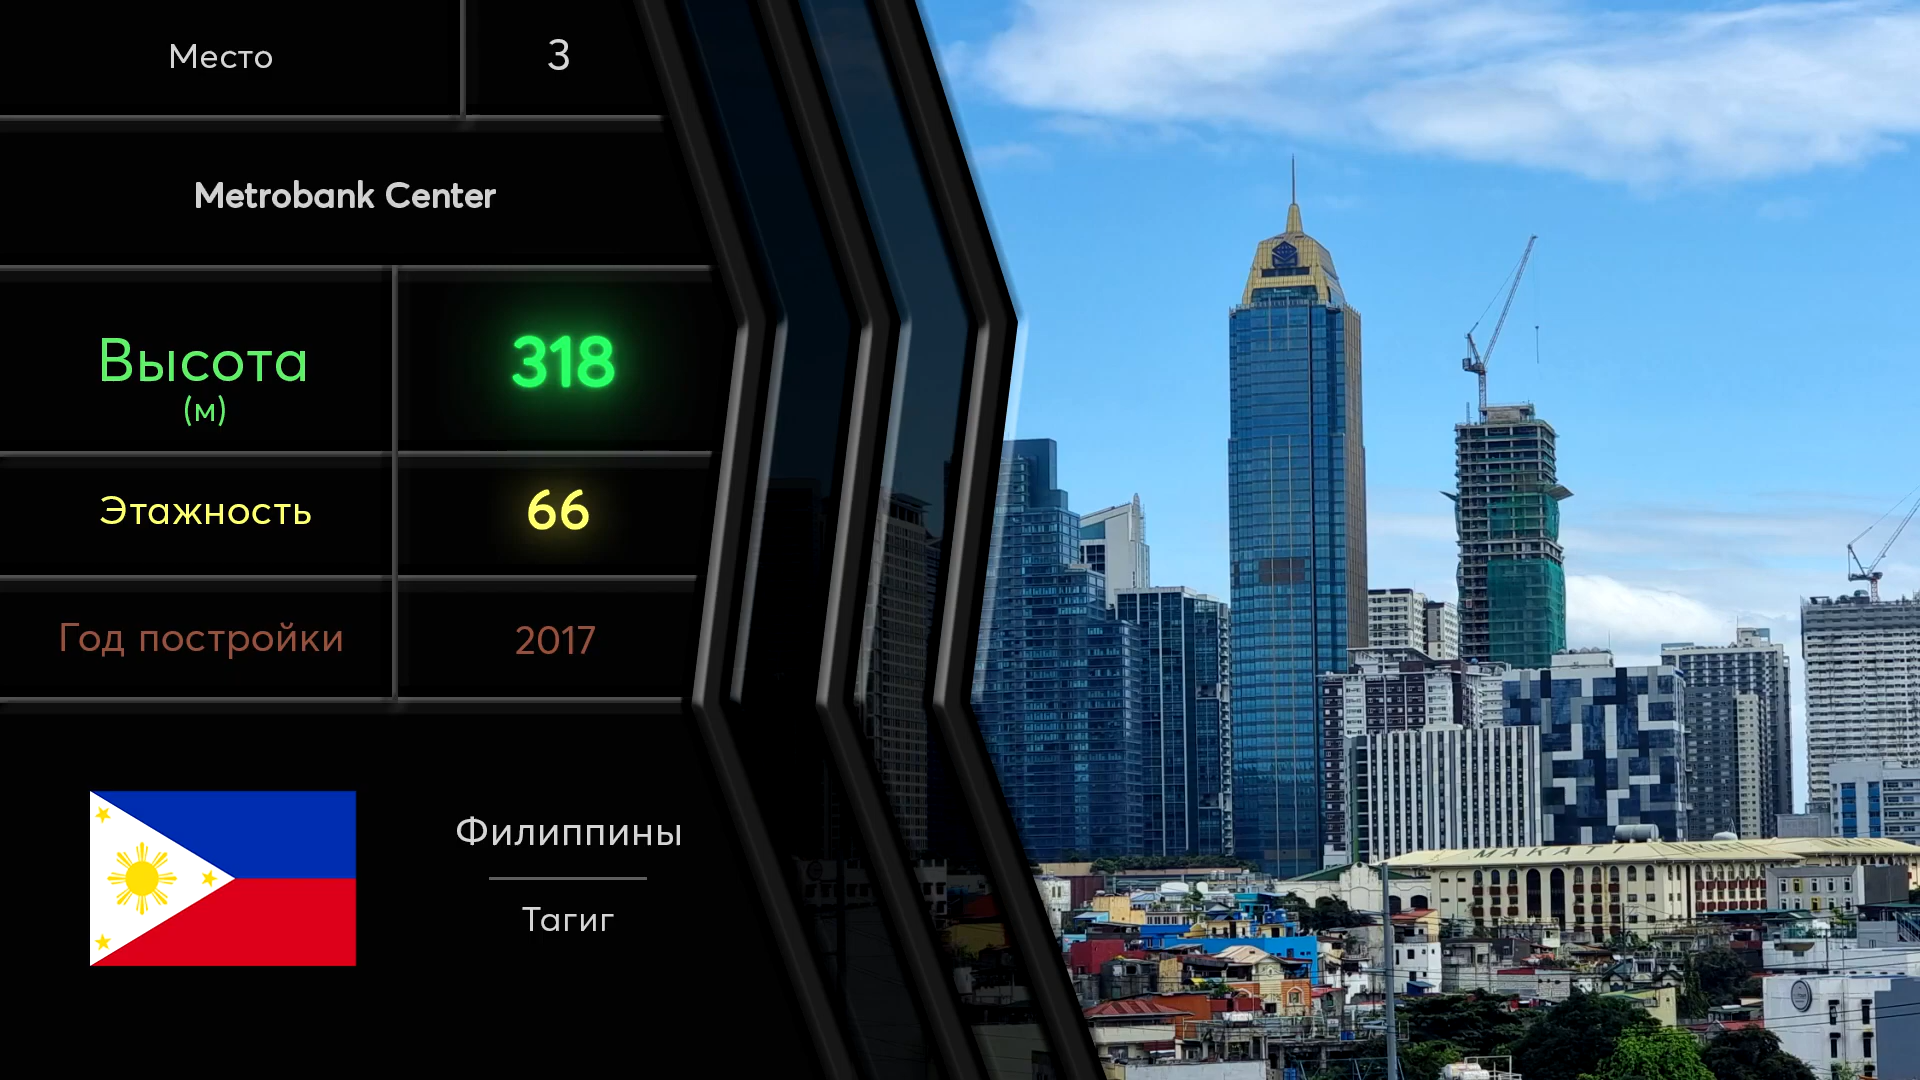 Место
3
Metrobank Center
Высота
(м)
318
Этажность
66
Год постройки
2017
Филиппины
Тагиг
MAKATI